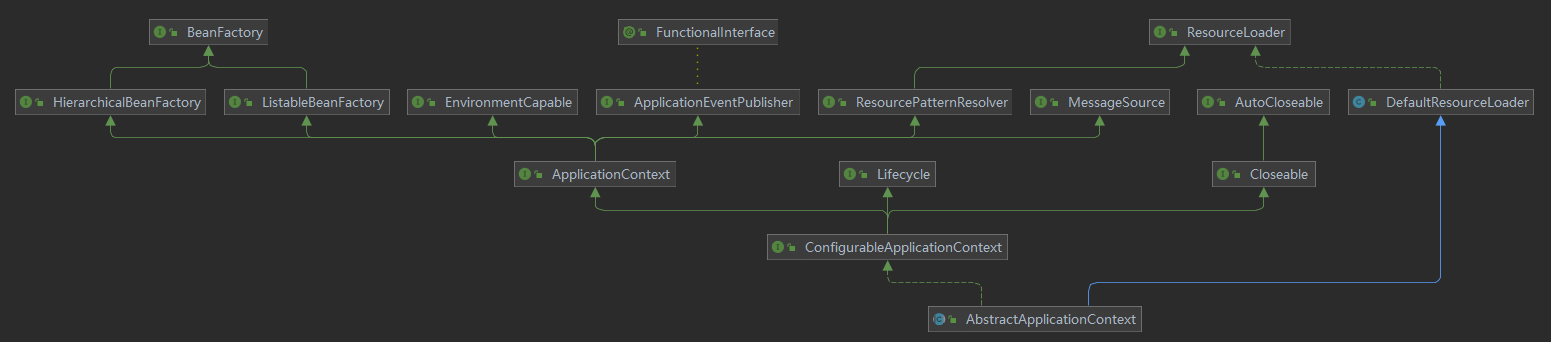 BeanFactory
FunctionalInterface
ResourceLoader
HierarchicalBeanFactory
ListableBeanFactory
EnvironmentCapable
ApplicationEventPublisher
ResourcePatternResolver
MessageSource
AutoCloseable
DefaultResourceLoader
ApplicationContext
Lifecycle
Closeable
ConfigurableApplicationContext
AbstractApplicationContext